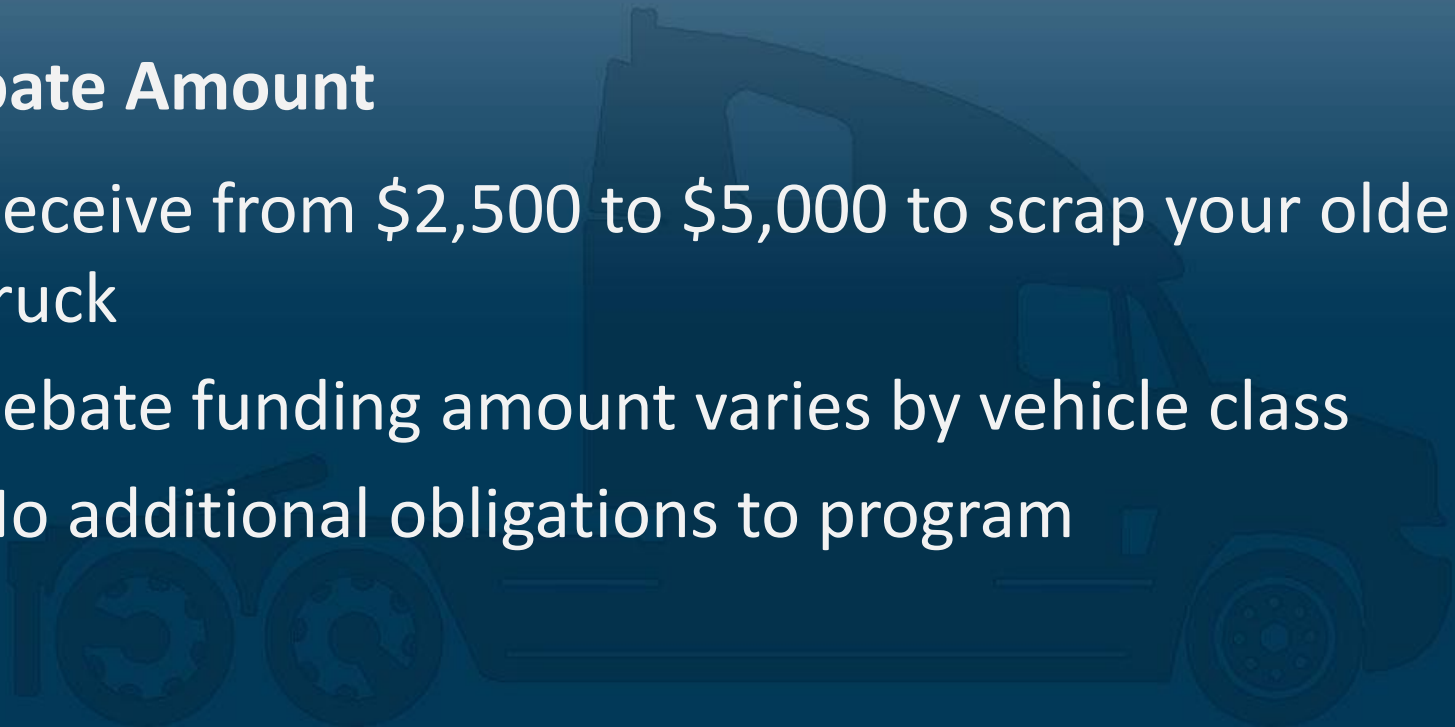 bate Amount
eceive from $2,500 to $5,000 to scrap your olde
ruck
ebate funding amount varies by vehicle class
No additional obligations to program